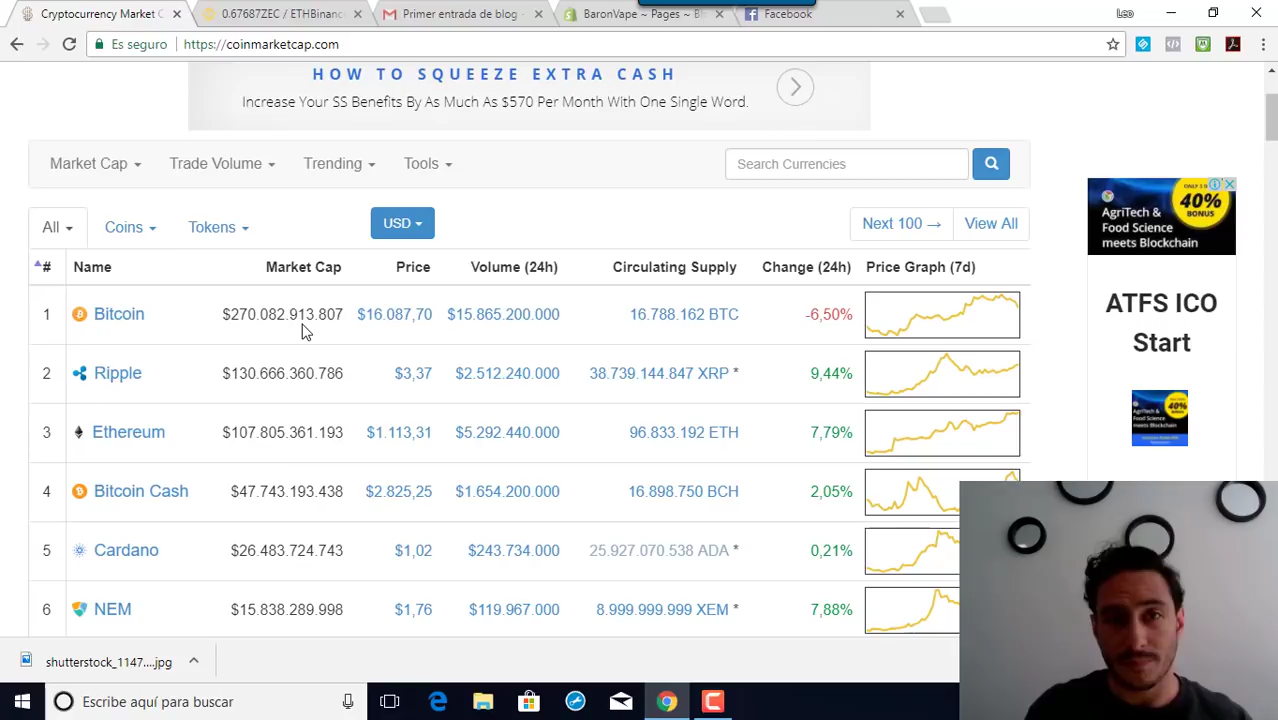 Cryptocurrency Market C
0.67687ZEC / ETHBinanc
Primer entrada de blog -
BaronVape ~ Pages ~ Bl
Facebook
Leo
Es seguro | https://coinmarketcap.com
HOW TO SQUEEZE EXTRA CASH
Increase Your SS Benefits By As Much As $570 Per Month With One Single Word.
Market Cap Trade Volume Trending Tools Search Currencies
ONLY 3 D
40%
BONUS
AgriTech &
Food Science
meets Blockchain
All Coins Tokens USD Next 100 → View All
# Name Market Cap Price Volume (24h) Circulating Supply Change (24h) Price Graph (7d)
1 Bitcoin $270.082.913.807 $16.087,70 $15.865.200.000 16.788.162 BTC -6,50%
ATFS ICO
Start
2 Ripple $130.666.360.786 $3,37 $2.512.240.000 38.739.144.847 XRP * 9,44%
3 Ethereum $107.805.381.193 $1.113,31 $5.292.440.000 96.833.192 ETH 7,79%
40%
4 Bitcoin Cash $47.743.193.438 $2.825,25 $1.654.200.000 16.898.750 BCH 2,05%
5 Cardano $26.483.724.743 $1,02 $243.734.000 25.927.070.538 ADA * 0,21%
6 NEM $15.838.289.998 $1,76 $119.967.000 8.999.999.999 XEM * 7,88%
shutterstock_1147....jpg
Escribe aquí para buscar